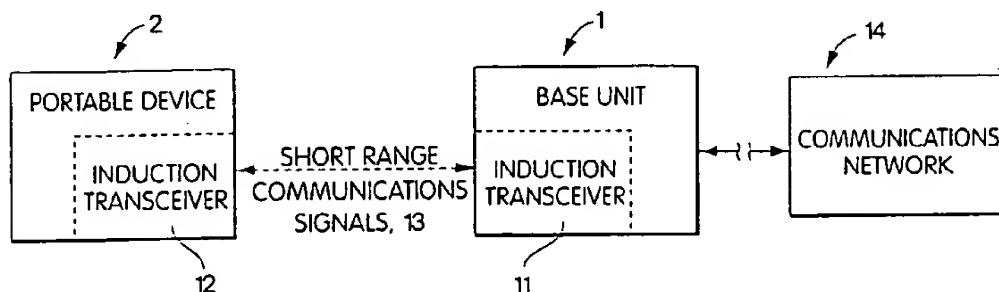 2
1
14
PORTABLE DEVICE
INDUCTION
TRANSCEIVER
12
SHORT RANGE
COMMUNICATIONS
SIGNALS, 13
BASE UNIT
INDUCTION
TRANSCEIVER
11
COMMUNICATIONS
NETWORK